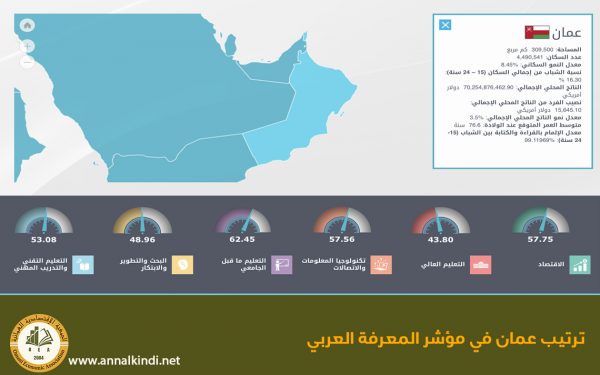 عمان
المساحة: 309,500 كم مربع
عدد السكان: 4,490,541
معدل النمو السكاني: 8.45%
نسبة الشباب من إجمالي السكان (15 – 24 سنة):
16.30 %
الناتج المحلي الإجمالي: 70,254,876,462.90 دولار
أمريكي
نصيب الفرد من الناتج المحلي الإجمالي:
15,645.10 دولار أمريكي
معدل نمو الناتج المحلي الإجمالي: 3.5%
متوسط العمر المتوقع عند الولادة: 76.6 سنة
معدل الإلمام بالقراءة والكتابة بين الشباب (15-
24 سنة): 99.11969%
57.75
43.80
57.56
62.45
48.96
53.08
الاقتصاد
التعليم العالي
تكنولوجيا المعلومات
والاتصالات
التعليم ما قبل
الجامعي
البحث والتطوير
والابتكار
التعليم التقني
والتدريب المهني
ترتيب عمان في مؤشر المعرفة العربي
www.annalkindi.net
الجمعية الاقتصادية العمانية
OEA
2004
Omani Economic Association